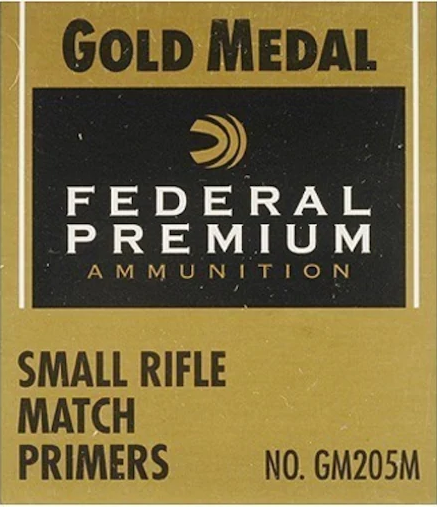 GOLD MEDAL
FEDERAL
PREMIUM
AMMUNITION
SMALL RIFLE
MATCH
PRIMERS
NO. GM205M